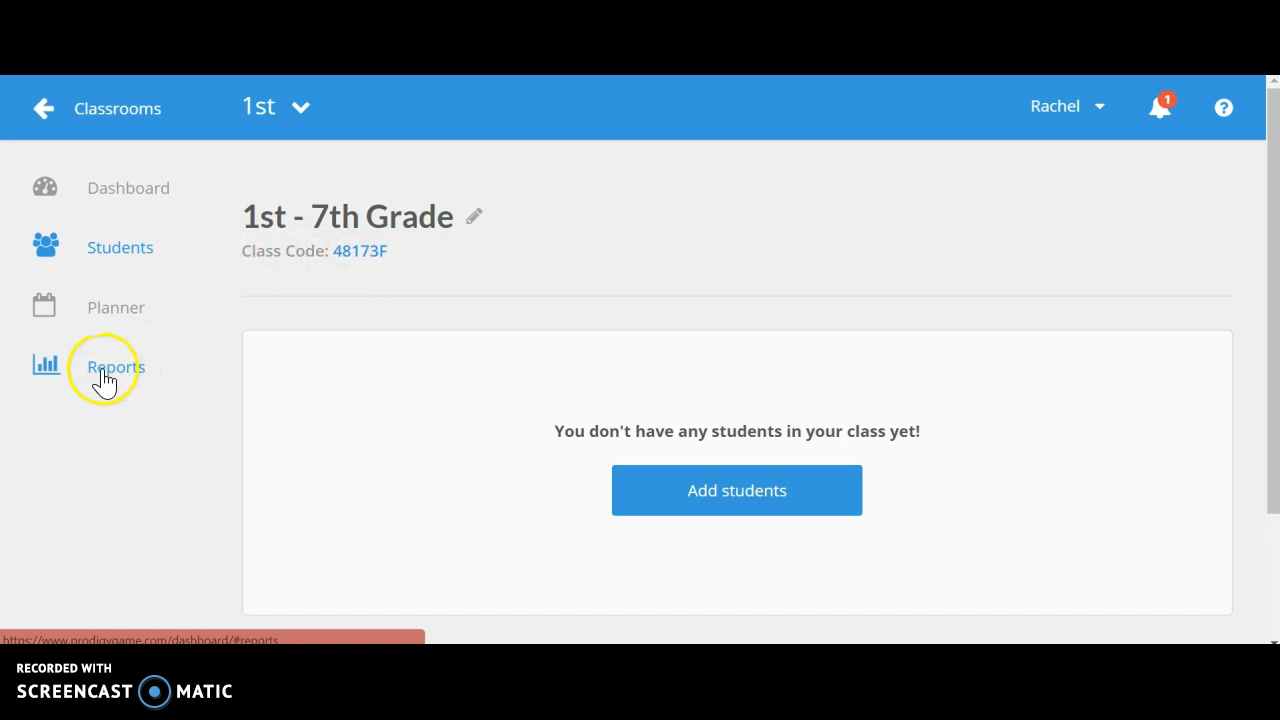 Classrooms
1st
Rachel
1
?
Dashboard
Students
Planner
Reports
1st - 7th Grade
Class Code: 48173F
You don't have any students in your class yet!
Add students
https://www.prodigygame.com/dashboard/#reports
RECORDED WITH
SCREENCAST MATIC